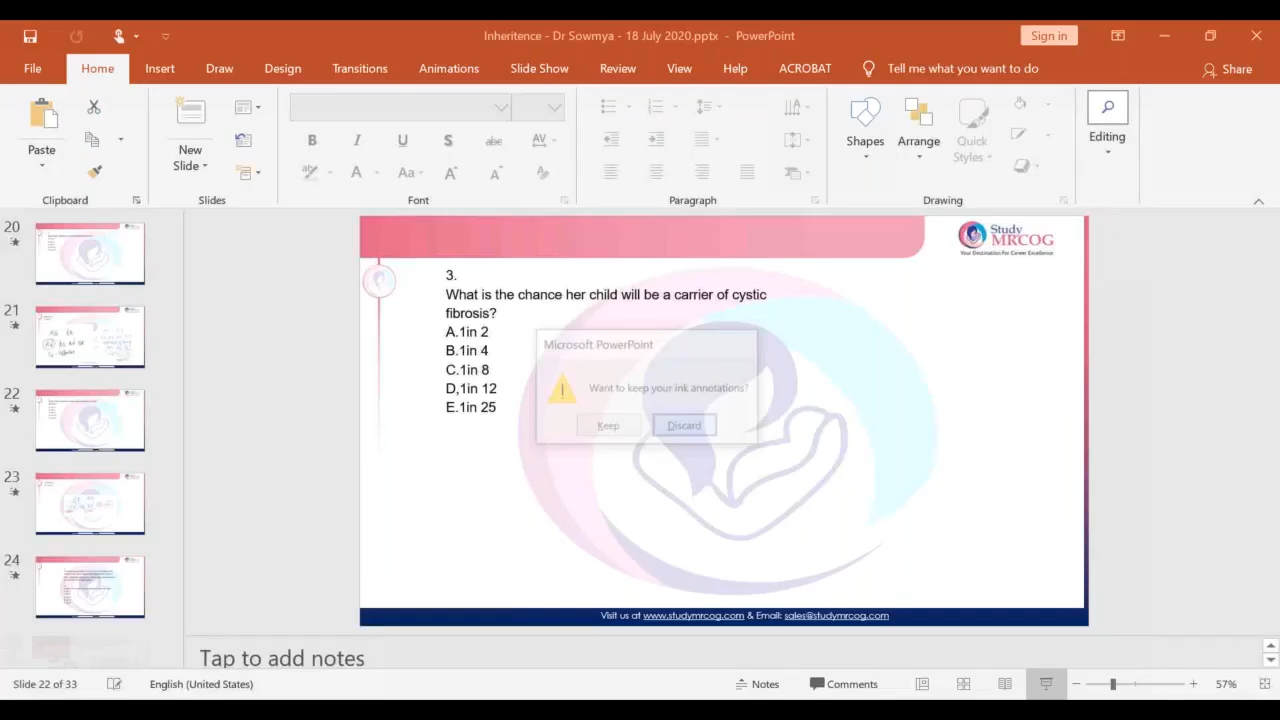 Inheritence - Dr Sowmya - 18 July 2020.pptx - PowerPoint
Sign in
File Home Insert Draw Design Transitions Animations Slide Show Review View Help ACROBAT Tell me what you want to do Share
Paste
New
Slide
B I U S abc AV
A Aa A A
Shapes
Arrange
Quick
Styles
Editing
Clipboard
Slides
Font
Paragraph
Drawing
20
21
22
23
24
Study
MRCOG
Your Destination For Career Excellence
3.
What is the chance her child will be a carrier of cystic
fibrosis?
A.1in 2
B.1in 4
C.1in 8
D,1in 12
E.1in 25
Microsoft PowerPoint
Want to keep your ink annotations?
Keep
Discard
Visit us at www.studymrcog.com & Email: sales@studymrcog.com
Tap to add notes
Slide 22 of 33
English (United States)
Notes
Comments
57%